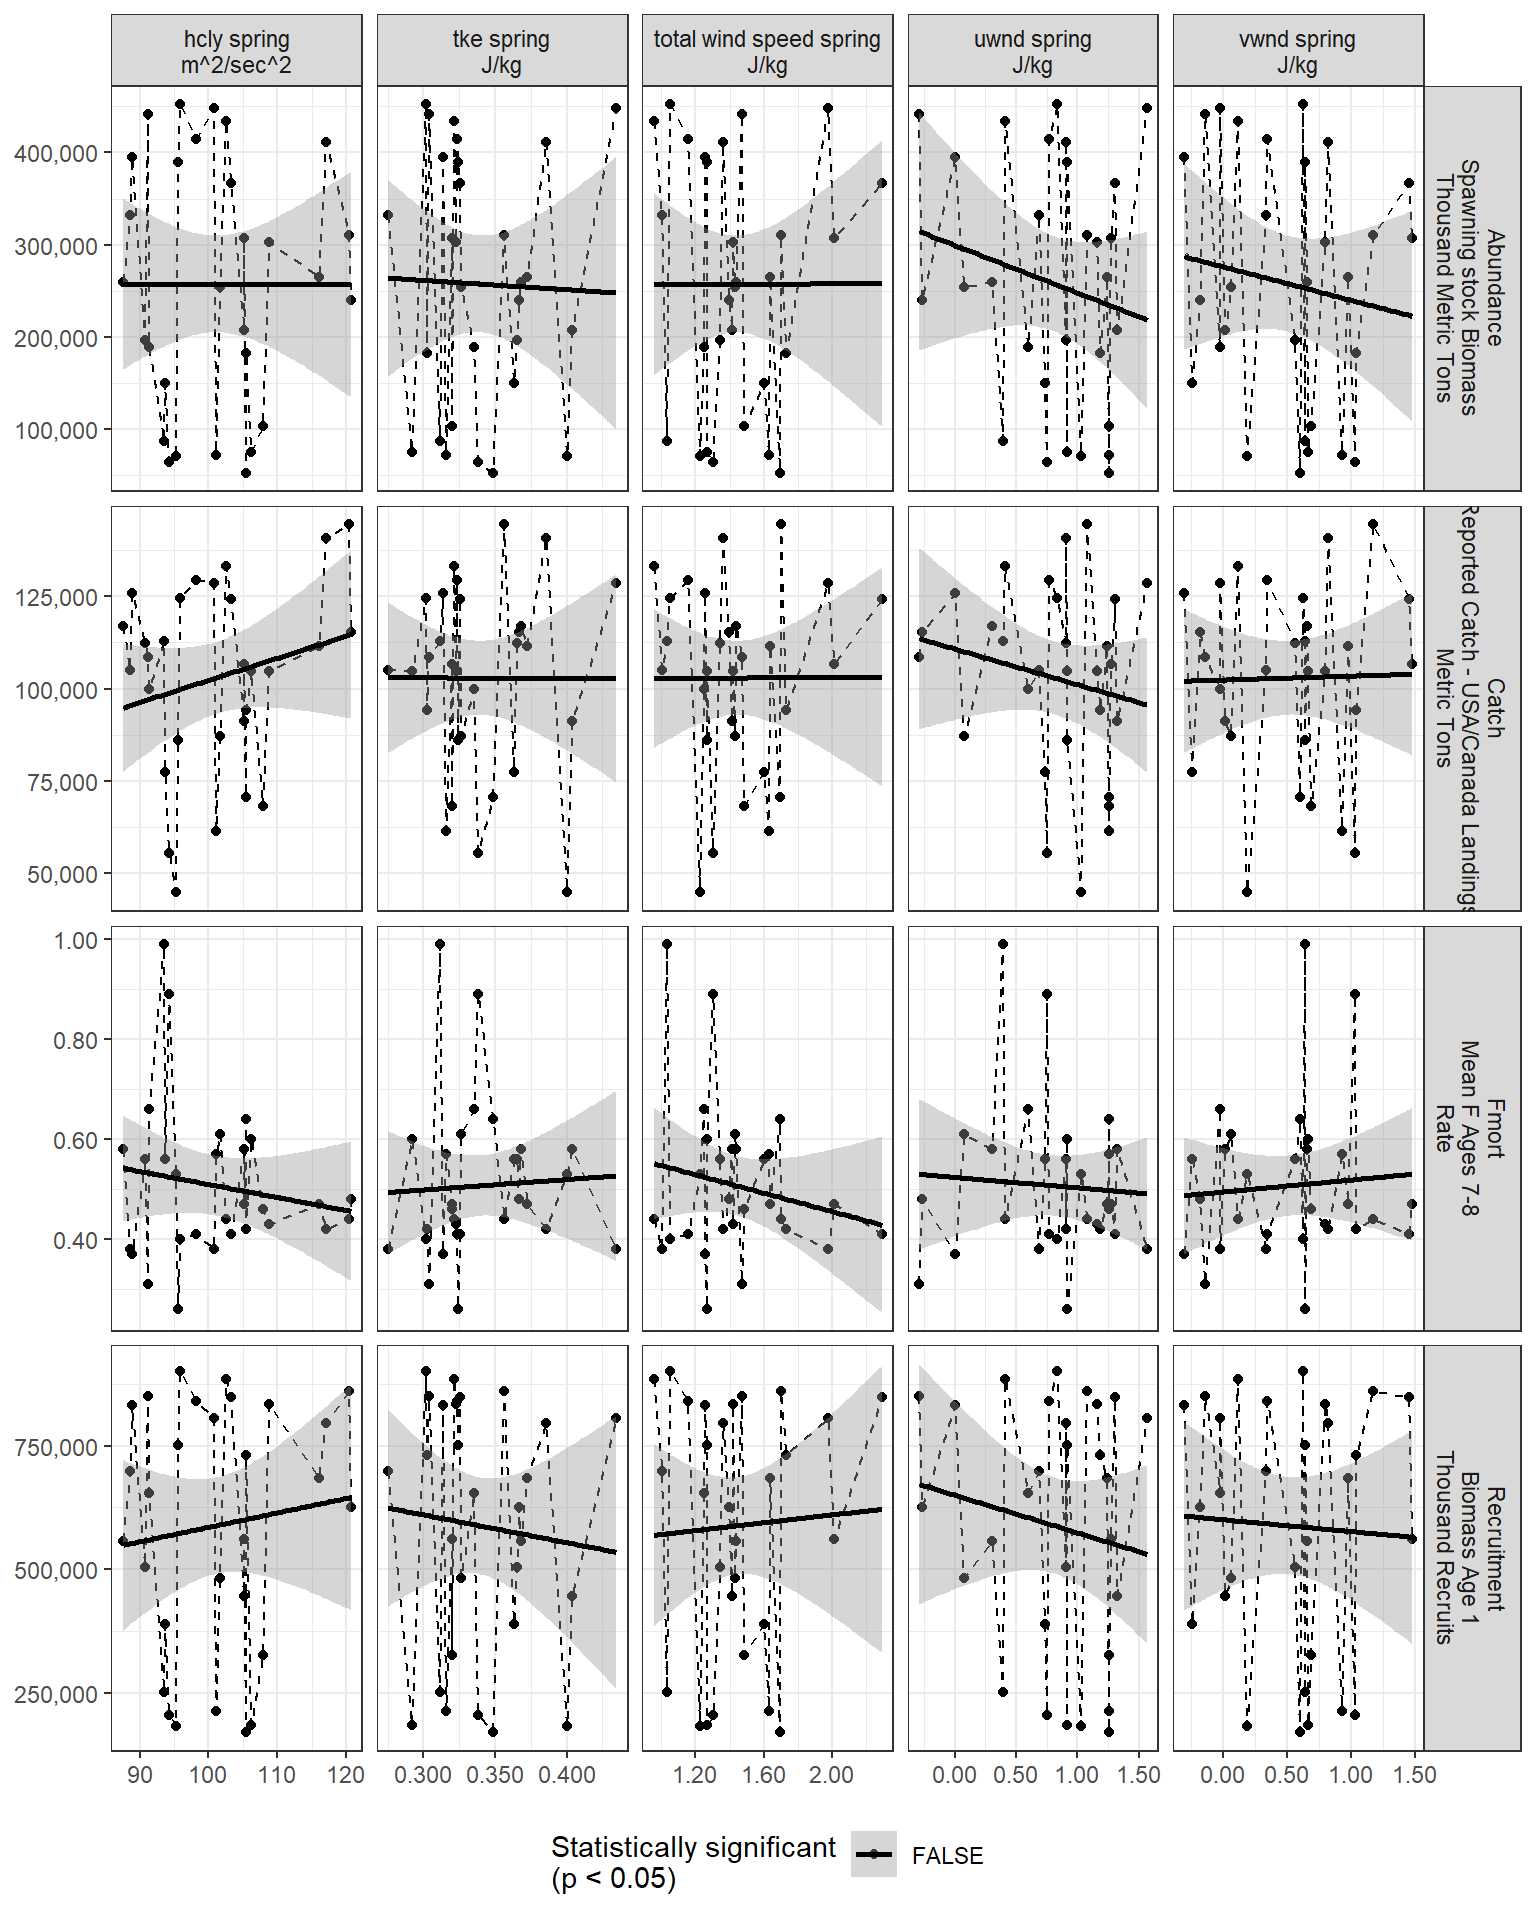 hcly spring
m^2/sec^2
tke spring
J/kg
total wind speed spring
J/kg
uwnd spring
J/kg
vwnd spring
J/kg
400,000
300,000
200,000
100,000
Abundance
Spawning stock Biomass
Thousand Metric Tons
125,000
100,000
75,000
50,000
Catch
Reported Catch - USA/Canada Landings
Metric Tons
1.00
0.80
0.60
0.40
Fmort
Mean F Ages 7-8
Rate
750,000
500,000
250,000
Recruitment
Biomass Age 1
Thousand Recruits
90 100 110 120
0.300 0.350 0.400
1.20 1.60 2.00
0.00 0.50 1.00 1.50
0.00 0.50 1.00 1.50
Statistically significant
(p < 0.05)
FALSE